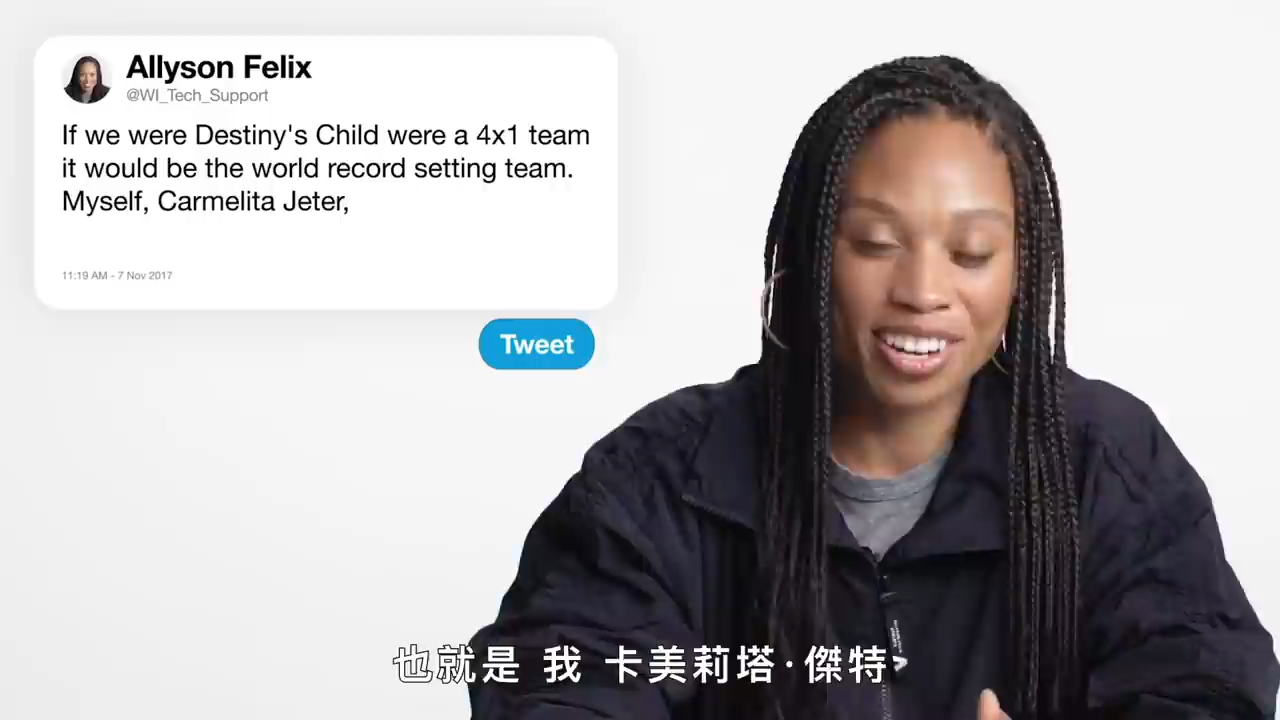 Allyson Felix
@WI_Tech_Support
If we were Destiny's Child were a 4x1 team
it would be the world record setting team.
Myself, Carmelita Jeter,
11:19 AM - 7 Nov 2017
Tweet
也就是 我 卡美莉塔·傑特